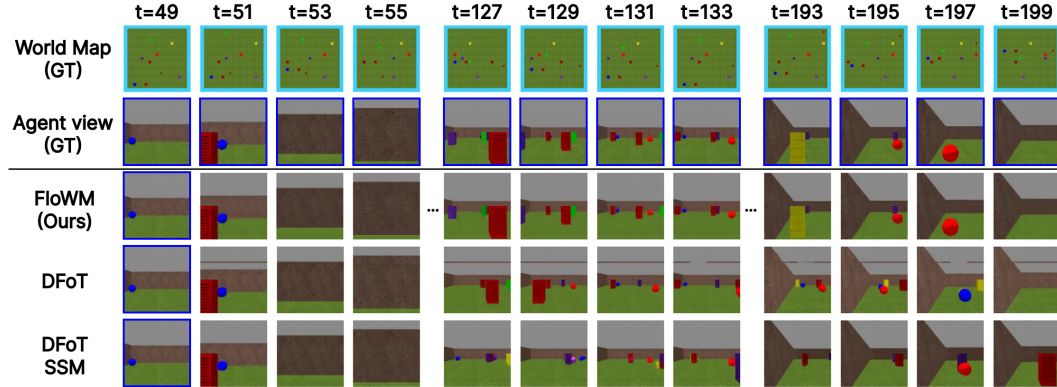 t=49 t=51 t=53 t=55 t=127 t=129 t=131 t=133 t=193 t=195 t=197 t=199
World Map
(GT)
Agent view
(GT)
FloWM
(Ours)
... ...
DFoT
DFoT
SSM